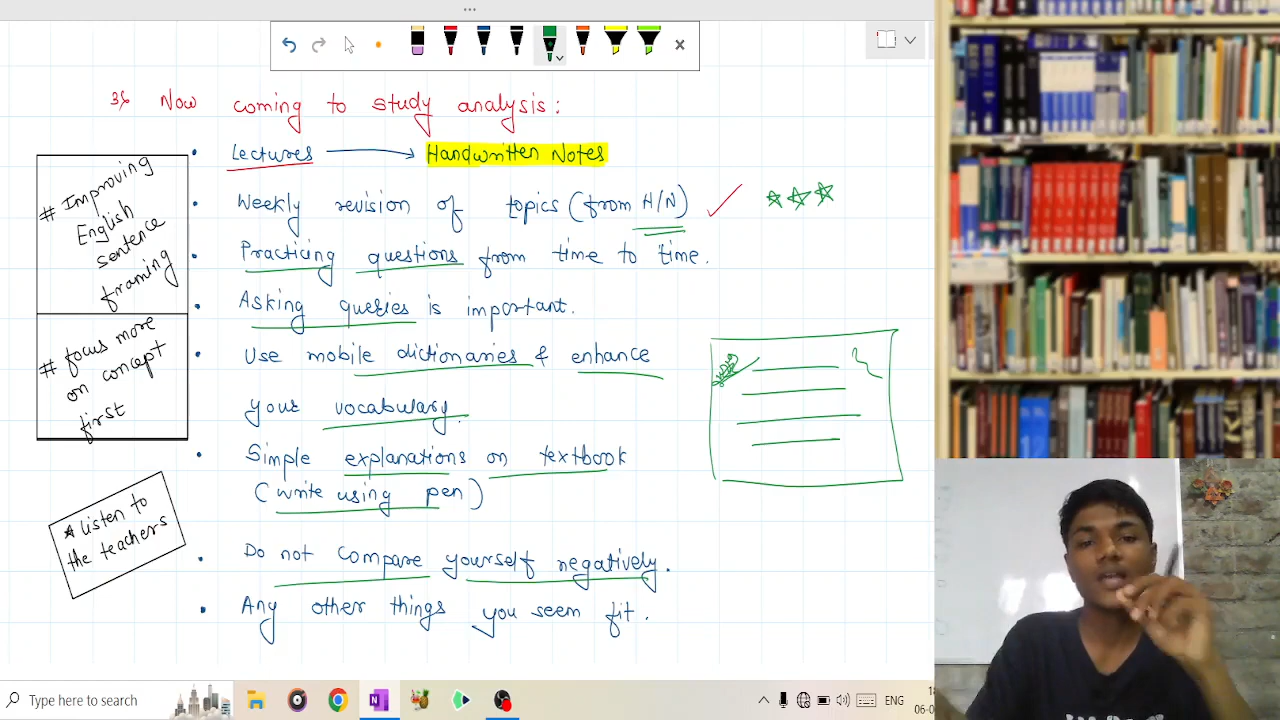 3§ Now coming to study analysis:
• Lectures → Handwritten Notes
• Weekly revision of topics (from H/N)
• Practicing questions from time to time.
• Asking queries is important.
• Use mobile dictionaries & enhance
your vocabulary.
• Simple explanations on textbook
(write using pen)
• Do not compare yourself negatively.
• Any other things you seem fit.
# Improving
English
sentence
framing
# focus more
on concept
first
* listen to
the teachers
Type here to search
ENG